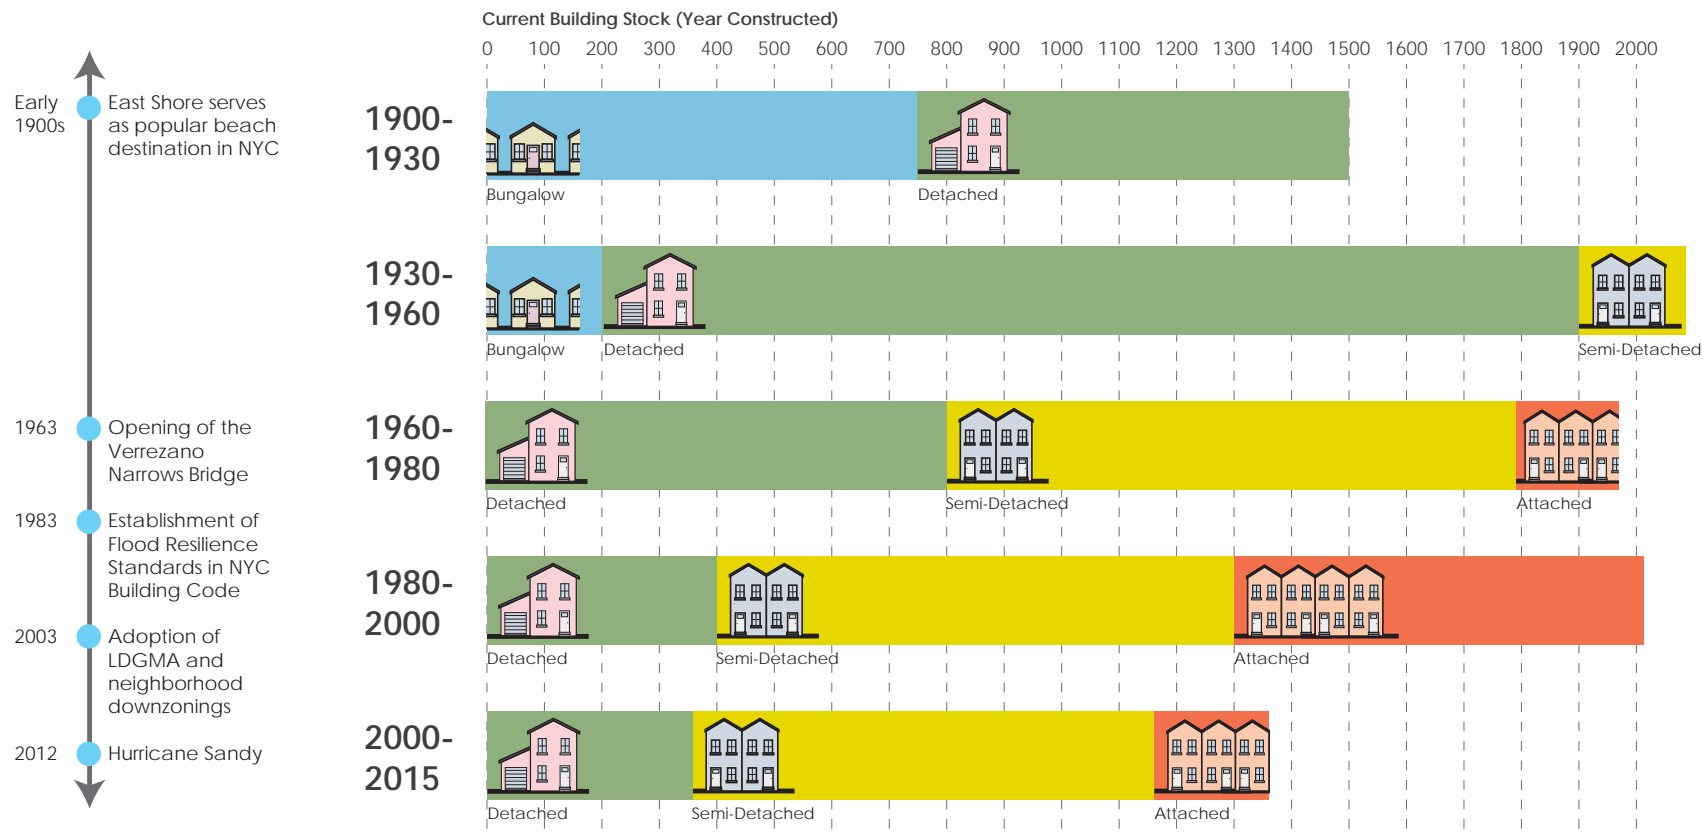 Current Building Stock (Year Constructed)
0 100 200 300 400 500 600 700 800 900 1000 1100 1200 1300 1400 1500 1600 1700 1800 1900 2000
Early
1900s
East Shore serves
as popular beach
destination in NYC
1963
Opening of the
Verrezano
Narrows Bridge
1983
Establishment of
Flood Resilience
Standards in NYC
Building Code
2003
Adoption of
LDGMA and
neighborhood
downzonings
2012
Hurricane Sandy
1900-
1930
Bungalow
Detached
1930-
1960
Bungalow
Detached
Semi-Detached
1960-
1980
Detached
Semi-Detached
Attached
1980-
2000
Detached
Semi-Detached
Attached
2000-
2015
Detached
Semi-Detached
Attached